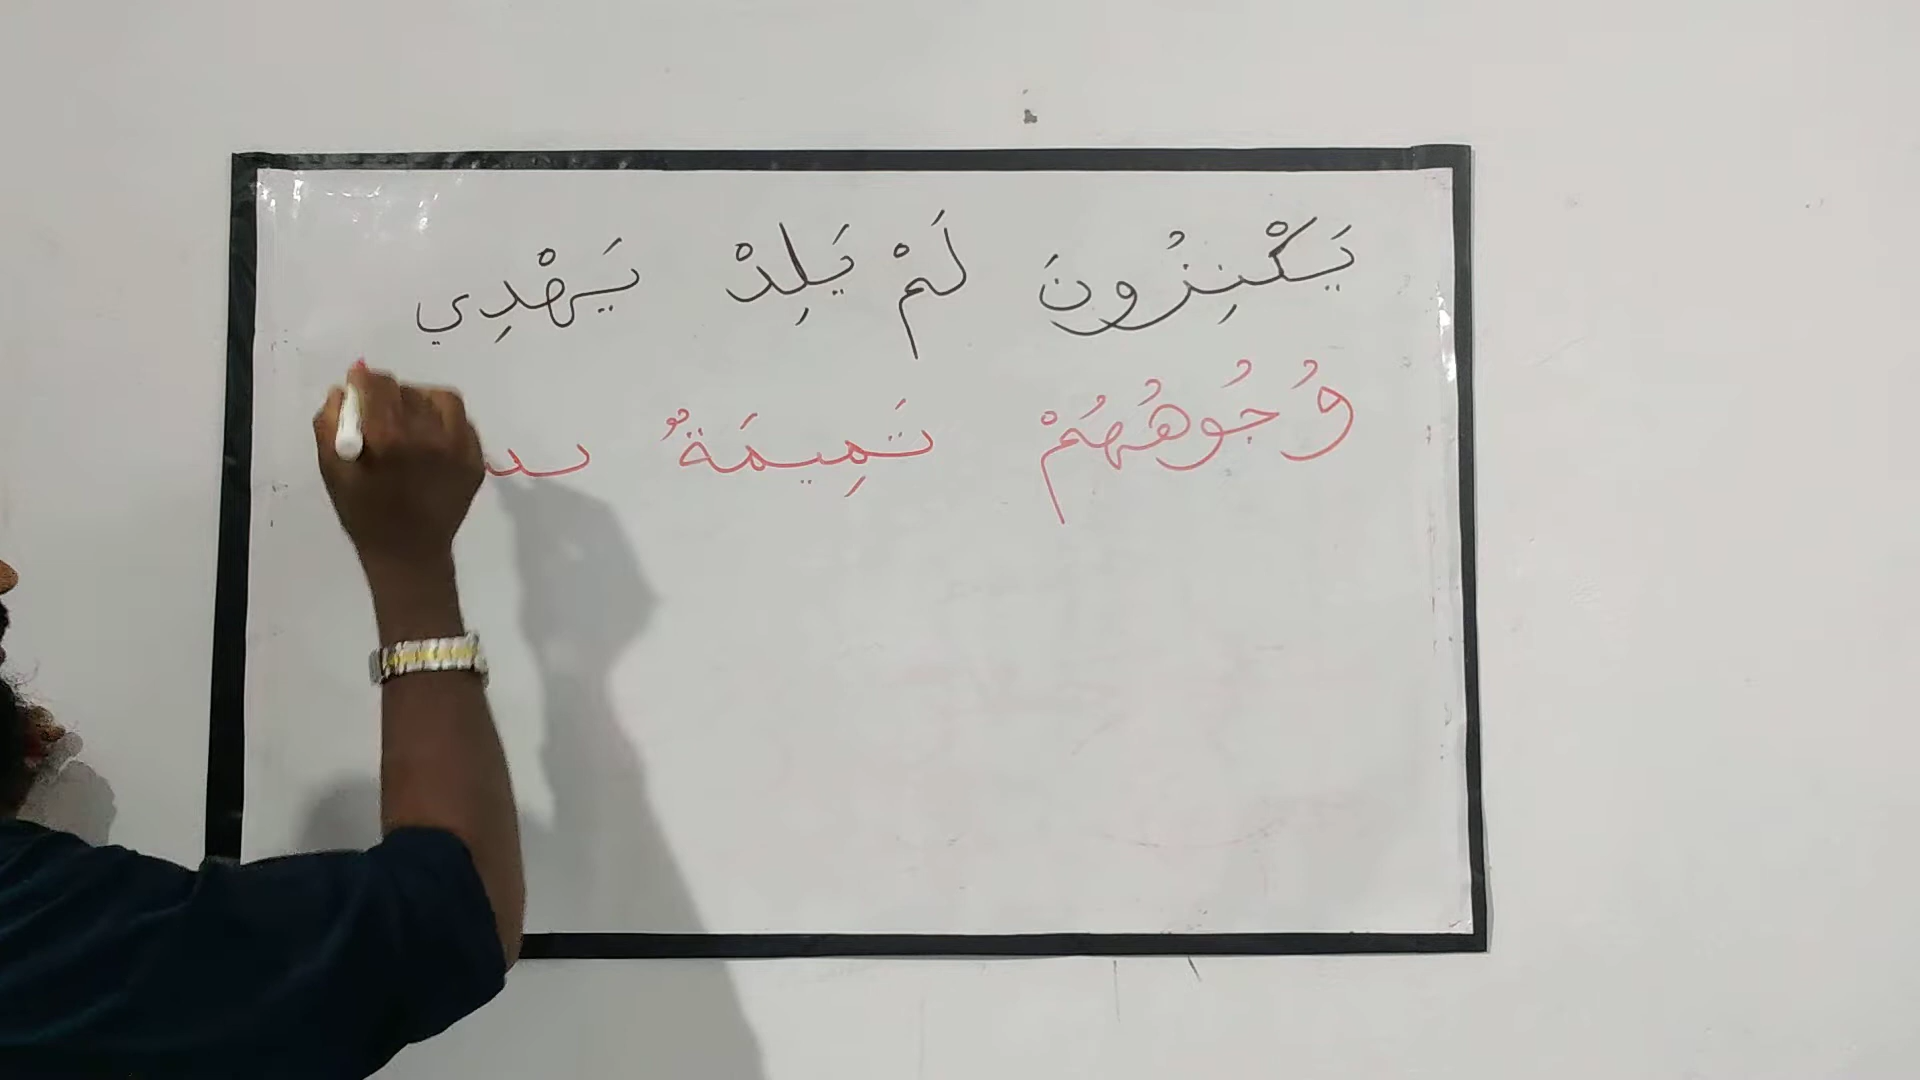 يَكْنِزُونَ لَمْ يَلِدْ يَهْدِي
وُجُوهُهُمْ تَمِيمَةٌ